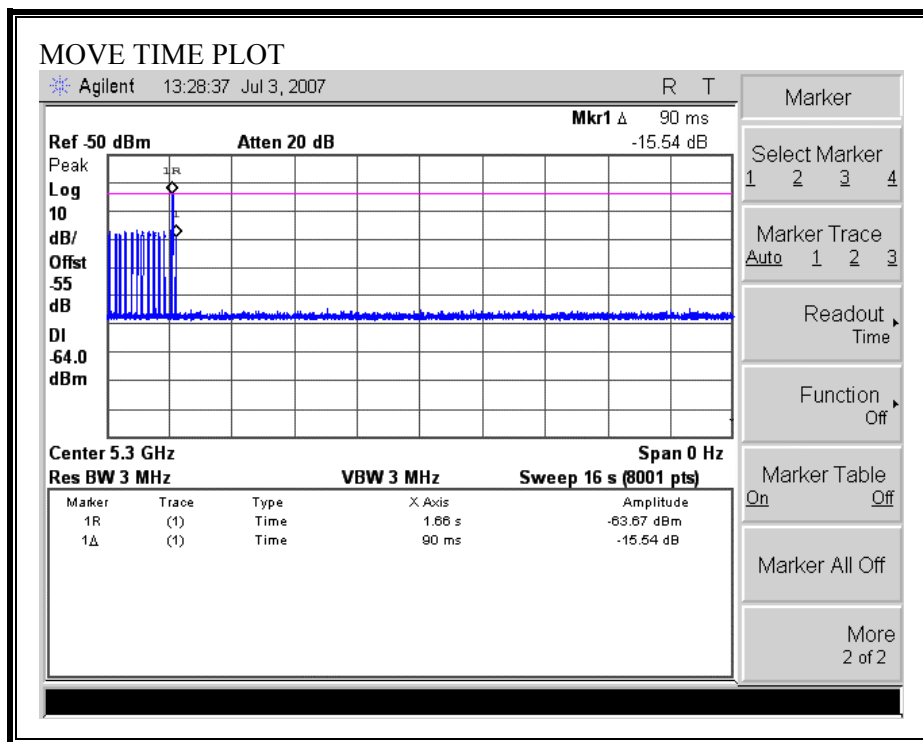 MOVE TIME PLOT
Agilent 13:28:37 Jul 3, 2007 R T
Mkr1 Δ 90 ms
Ref -50 dBm Atten 20 dB -15.54 dB
Peak
Log
10
dB/
Offst
-55
dB
DI
-64.0
dBm
1R
1
Center 5.3 GHz Span 0 Hz
Res BW 3 MHz VBW 3 MHz Sweep 16 s (8001 pts)
Marker Trace Type X Axis Amplitude
1R (1) Time 1.66 s -63.67 dBm
1Δ (1) Time 90 ms -15.54 dB
Marker
Select Marker
1 2 3 4
Marker Trace
Auto 1 2 3
Readout
Time
Function
Off
Marker Table
On Off
Marker All Off
More
2 of 2